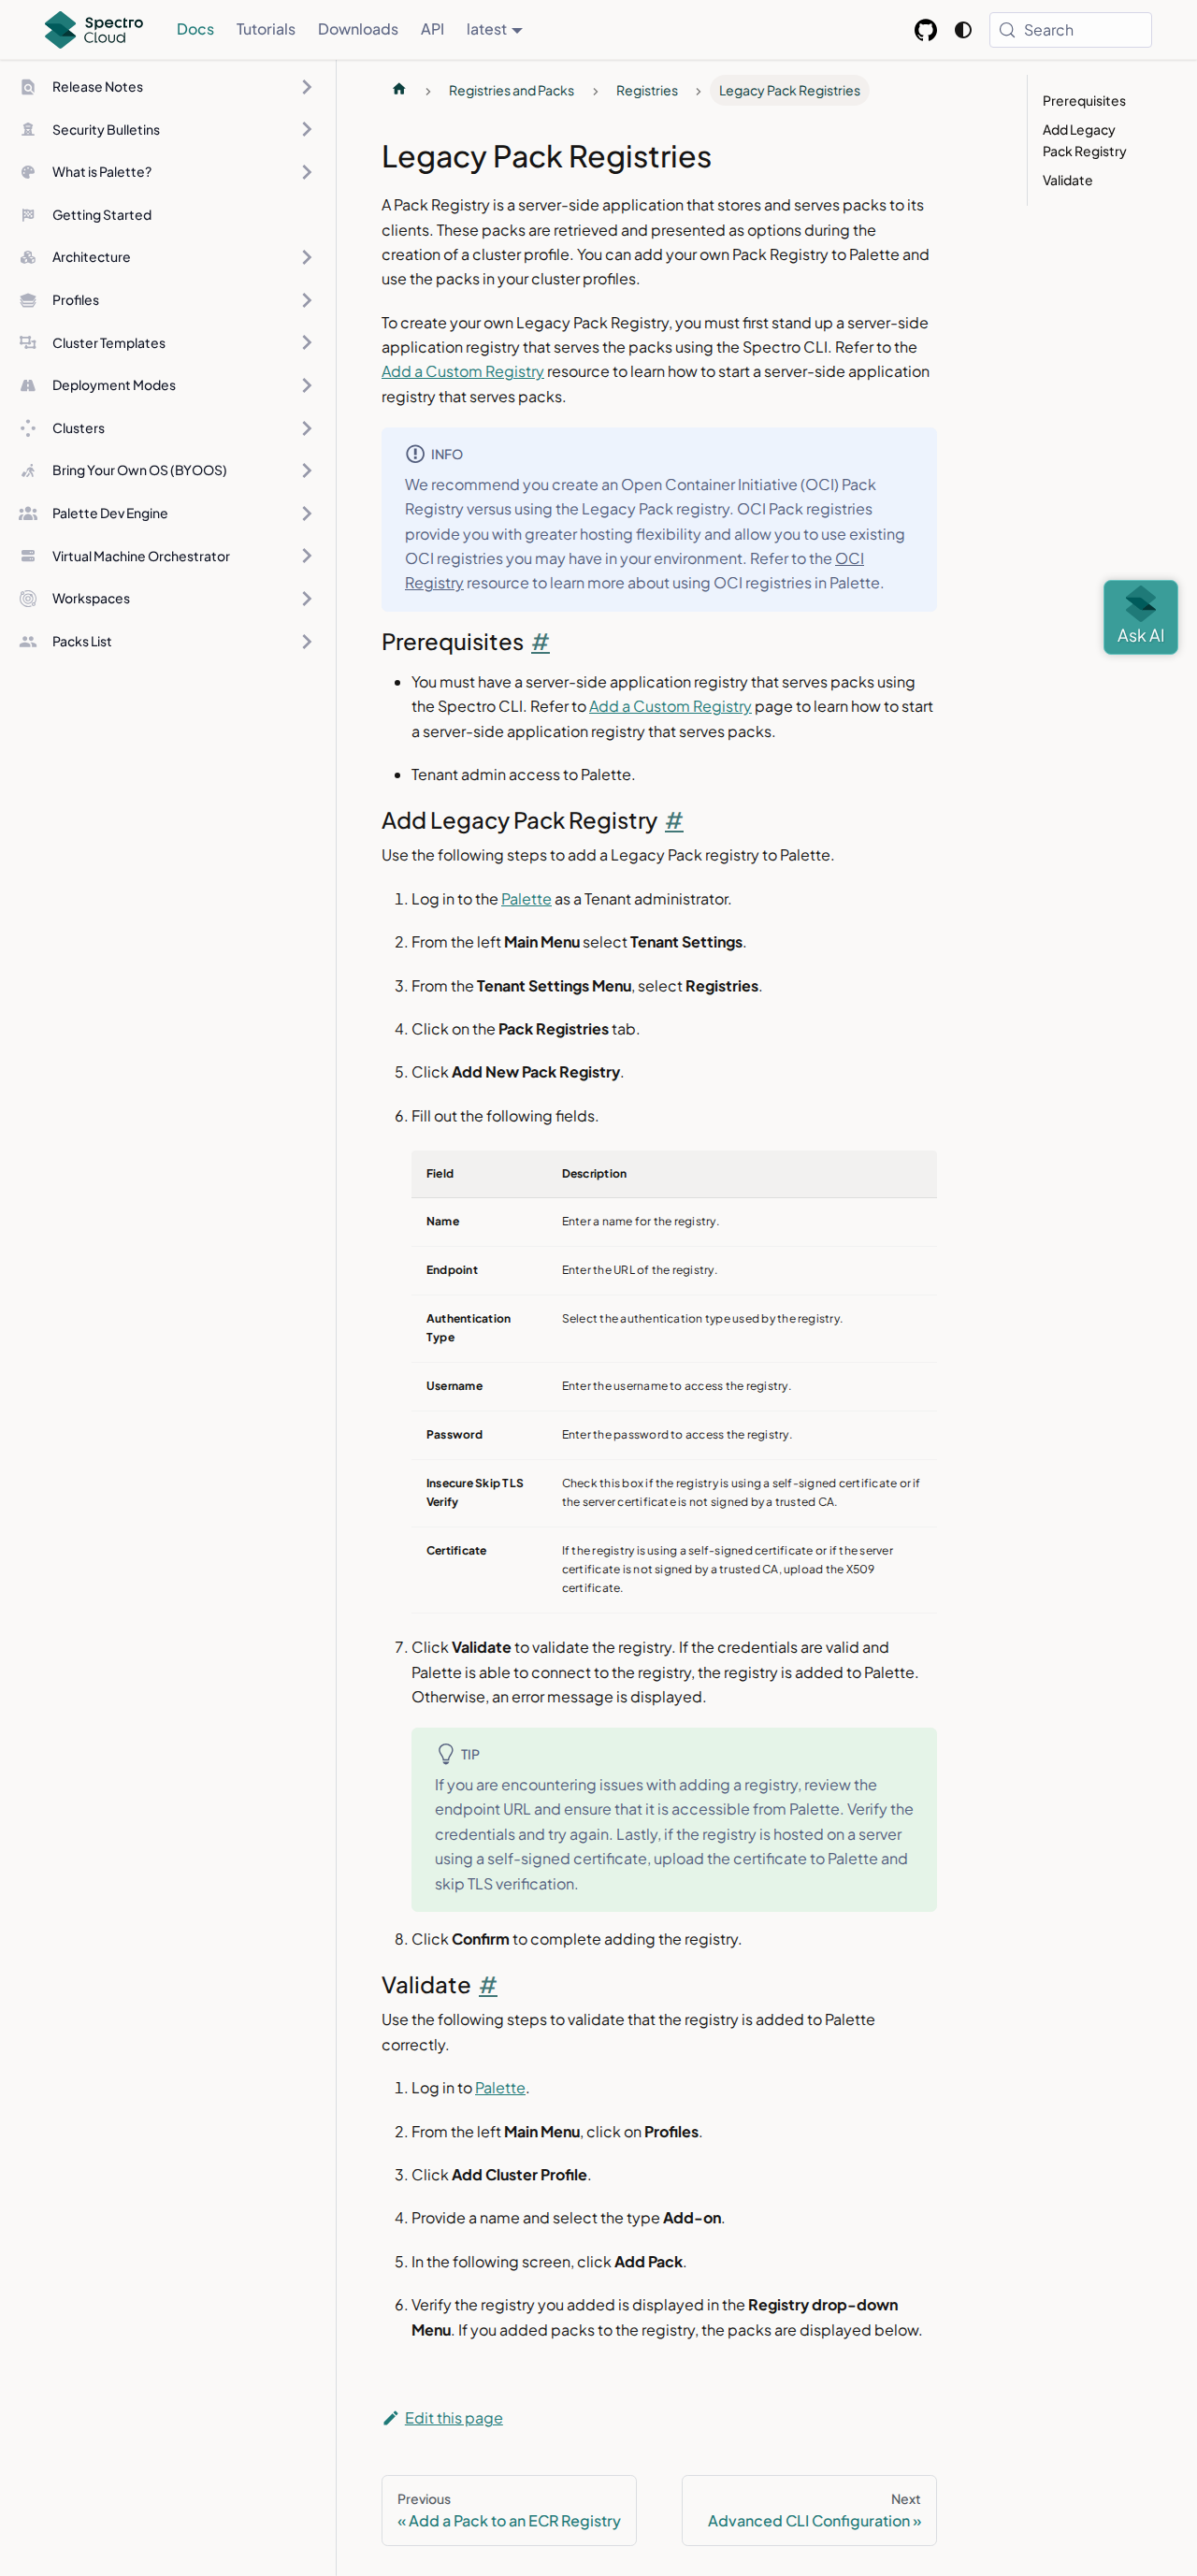 Spectro
Cloud
Docs
Tutorials
Downloads
API
latest
Search
Release Notes
Security Bulletins
What is Palette?
Getting Started
Architecture
Profiles
Cluster Templates
Deployment Modes
Clusters
Bring Your Own OS (BYOOS)
Palette Dev Engine
Virtual Machine Orchestrator
Workspaces
Packs List
Registries and Packs
Registries
Legacy Pack Registries
Legacy Pack Registries
A Pack Registry is a server-side application that stores and serves packs to its
clients. These packs are retrieved and presented as options during the
creation of a cluster profile. You can add your own Pack Registry to Palette and
use the packs in your cluster profiles.
To create your own Legacy Pack Registry, you must first stand up a server-side
application registry that serves the packs using the Spectro CLI. Refer to the
Add a Custom Registry resource to learn how to start a server-side application
registry that serves packs.
INFO
We recommend you create an Open Container Initiative (OCI) Pack
Registry versus using the Legacy Pack registry. OCI Pack registries
provide you with greater hosting flexibility and allow you to use existing
OCI registries you may have in your environment. Refer to the OCI
Registry resource to learn more about using OCI registries in Palette.
Prerequisites #
You must have a server-side application registry that serves packs using
the Spectro CLI. Refer to Add a Custom Registry page to learn how to start
a server-side application registry that serves packs.
Tenant admin access to Palette.
Add Legacy Pack Registry #
Use the following steps to add a Legacy Pack registry to Palette.
1. Log in to the Palette as a Tenant administrator.
2. From the left Main Menu select Tenant Settings.
3. From the Tenant Settings Menu, select Registries.
4. Click on the Pack Registries tab.
5. Click Add New Pack Registry.
6. Fill out the following fields.
Field Description
Name Enter a name for the registry.
Endpoint Enter the URL of the registry.
Authentication Select the authentication type used by the registry.
Type
Username Enter the username to access the registry.
Password Enter the password to access the registry.
Insecure Skip TLS Check this box if the registry is using a self-signed certificate or if
Verify the server certificate is not signed by a trusted CA.
Certificate If the registry is using a self-signed certificate or if the server
certificate is not signed by a trusted CA, upload the X509
certificate.
7. Click Validate to validate the registry. If the credentials are valid and
Palette is able to connect to the registry, the registry is added to Palette.
Otherwise, an error message is displayed.
TIP
If you are encountering issues with adding a registry, review the
endpoint URL and ensure that it is accessible from Palette. Verify the
credentials and try again. Lastly, if the registry is hosted on a server
using a self-signed certificate, upload the certificate to Palette and
skip TLS verification.
8. Click Confirm to complete adding the registry.
Validate #
Use the following steps to validate that the registry is added to Palette
correctly.
1. Log in to Palette.
2. From the left Main Menu, click on Profiles.
3. Click Add Cluster Profile.
4. Provide a name and select the type Add-on.
5. In the following screen, click Add Pack.
6. Verify the registry you added is displayed in the Registry drop-down
Menu. If you added packs to the registry, the packs are displayed below.
Edit this page
Previous
« Add a Pack to an ECR Registry
Next
Advanced CLI Configuration »
Prerequisites
Add Legacy
Pack Registry
Validate
Ask AI